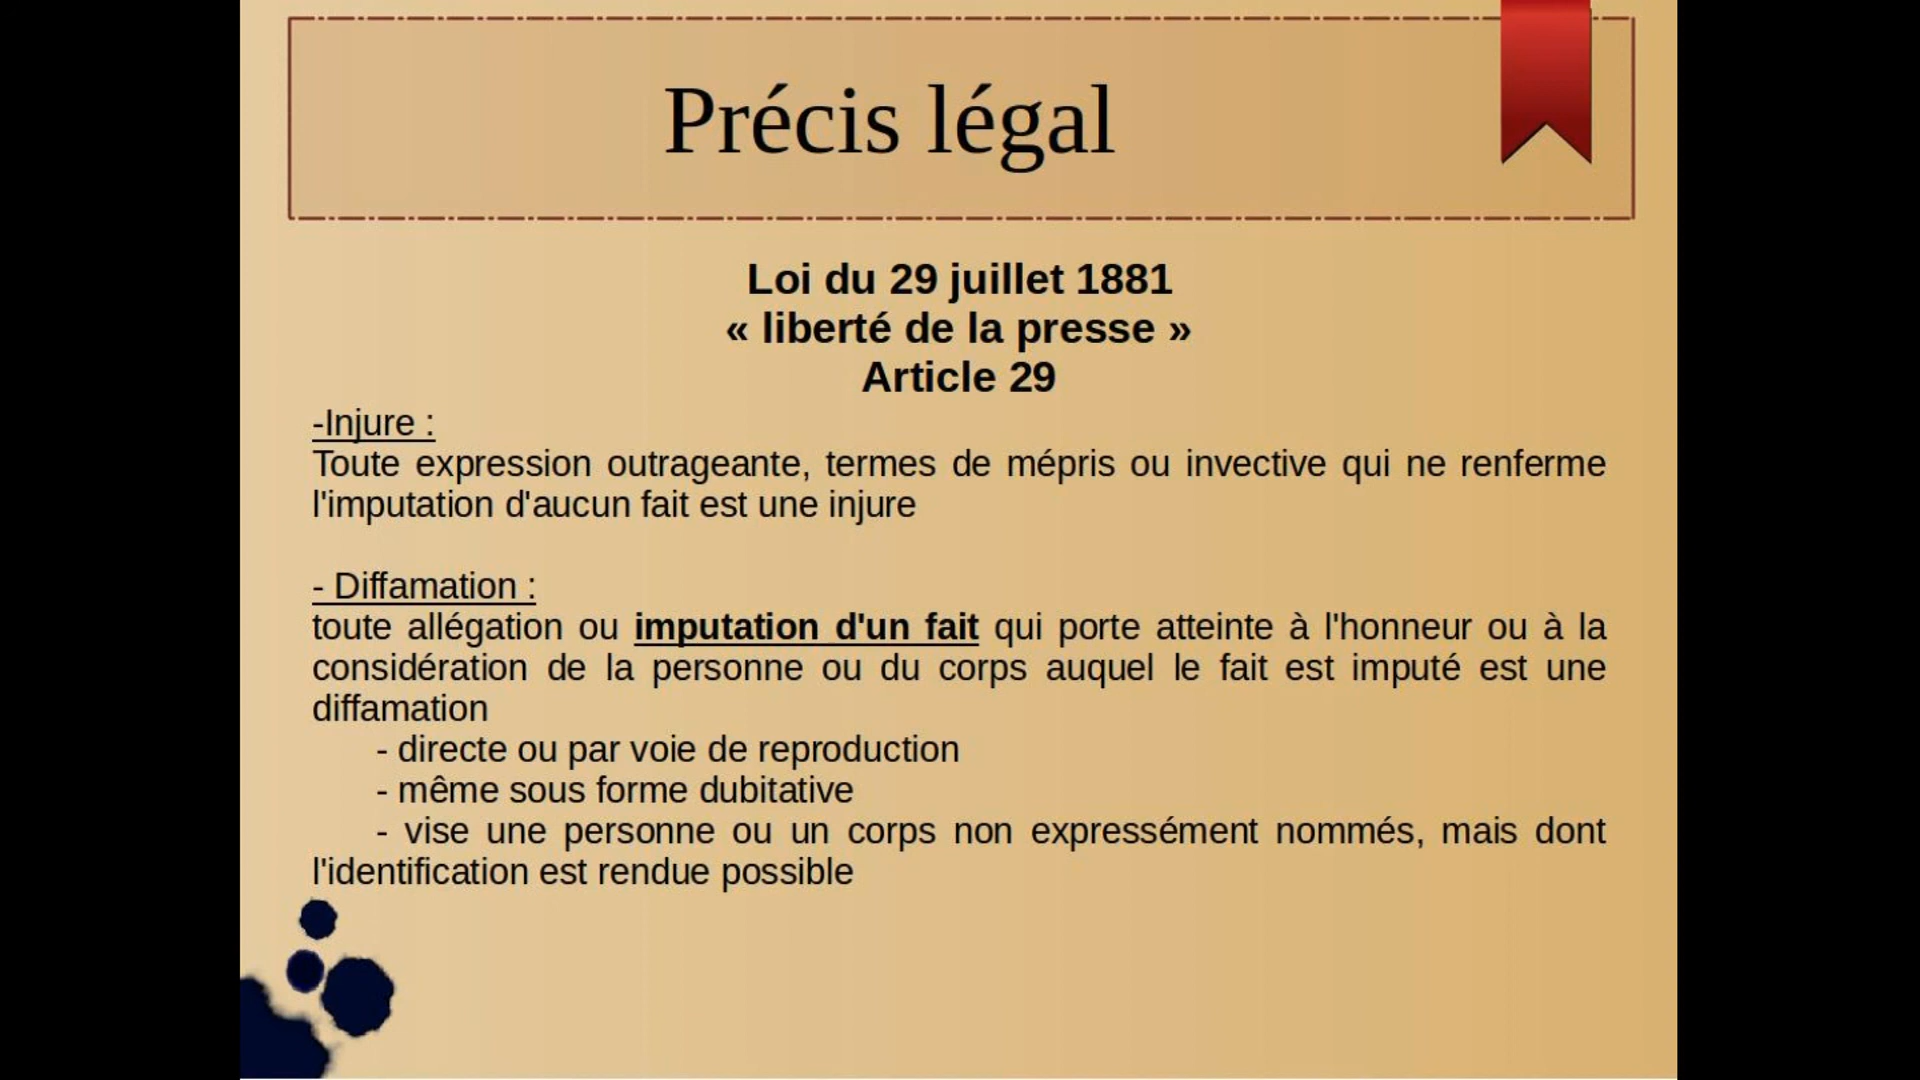 Précis légal
Loi du 29 juillet 1881
« liberté de la presse »
Article 29
-Injure :
Toute expression outrageante, termes de mépris ou invective qui ne renferme
l'imputation d'aucun fait est une injure
- Diffamation :
toute allégation ou imputation d'un fait qui porte atteinte à l'honneur ou à la
considération de la personne ou du corps auquel le fait est imputé est une
diffamation
- directe ou par voie de reproduction
- même sous forme dubitative
- vise une personne ou un corps non expressément nommés, mais dont
l'identification est rendue possible